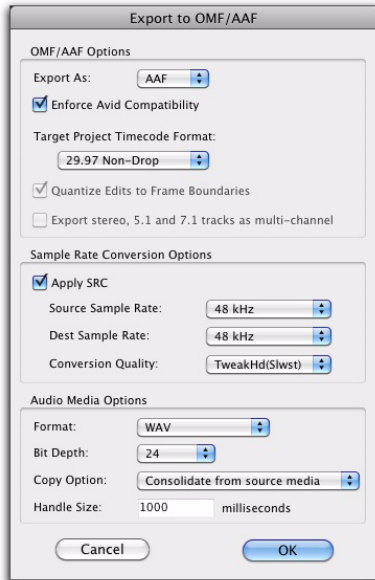 Export to OMF/AAF
OMF/AAF Options
Export As: AAF
Enforce Avid Compatibility
Target Project Timecode Format:
29.97 Non-Drop
Quantize Edits to Frame Boundaries
Export stereo, 5.1 and 7.1 tracks as multi-channel
Sample Rate Conversion Options
Apply SRC
Source Sample Rate: 48 kHz
Dest Sample Rate: 48 kHz
Conversion Quality: TweakHd(Slwst)
Audio Media Options
Format: WAV
Bit Depth: 24
Copy Option: Consolidate from source media
Handle Size: 1000 milliseconds
Cancel OK